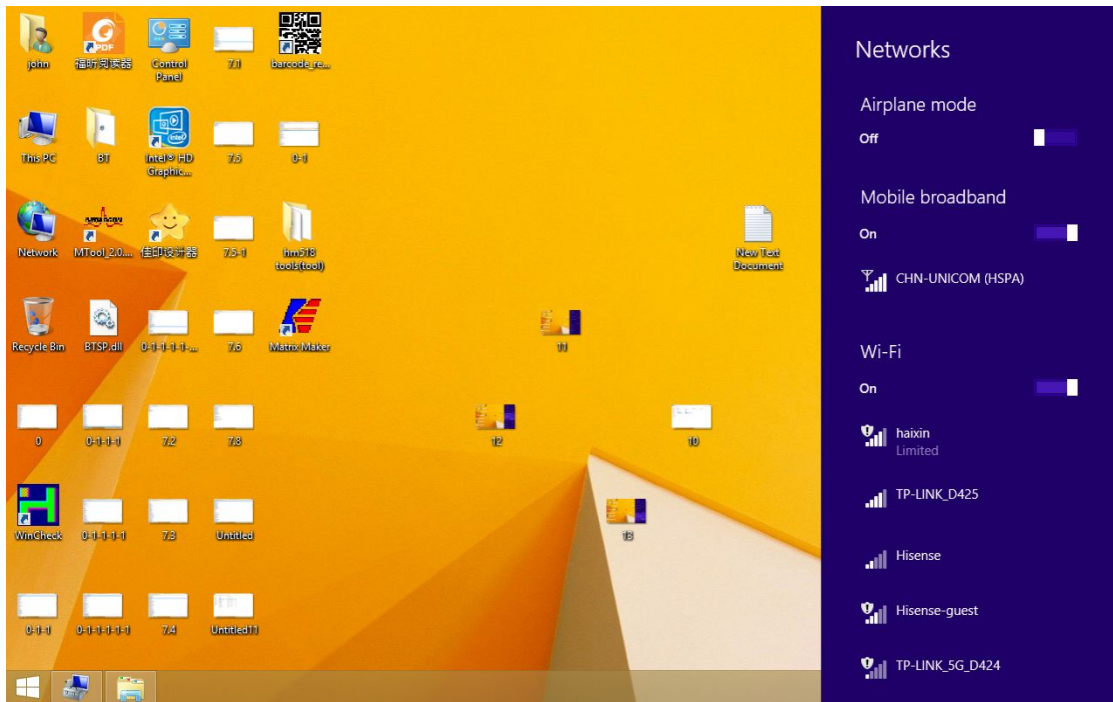 john
福昕阅读器
Control
Panel
7.1
barcode_re...
This PC
BT
Intel® HD
Graphic...
7.5
0-1
Network
MTool_2.0....
佳印设计器
7.5-1
hm518
tools(tool)
New Text
Document
Recycle Bin
BTSP.dll
0-1-1-1-1-...
7.6
Matrix Maker
11
0
0-1-1-1
7.2
7.8
12
10
WinCheck
0-1-1-1-1
7.3
Untitled
13
0-1-1
0-1-1-1-1-1
7.4
Untitled11
Networks
Airplane mode
Off
Mobile broadband
On
CHN-UNICOM (HSPA)
Wi-Fi
On
haixin
Limited
TP-LINK_D425
Hisense
Hisense-guest
TP-LINK_5G_D424